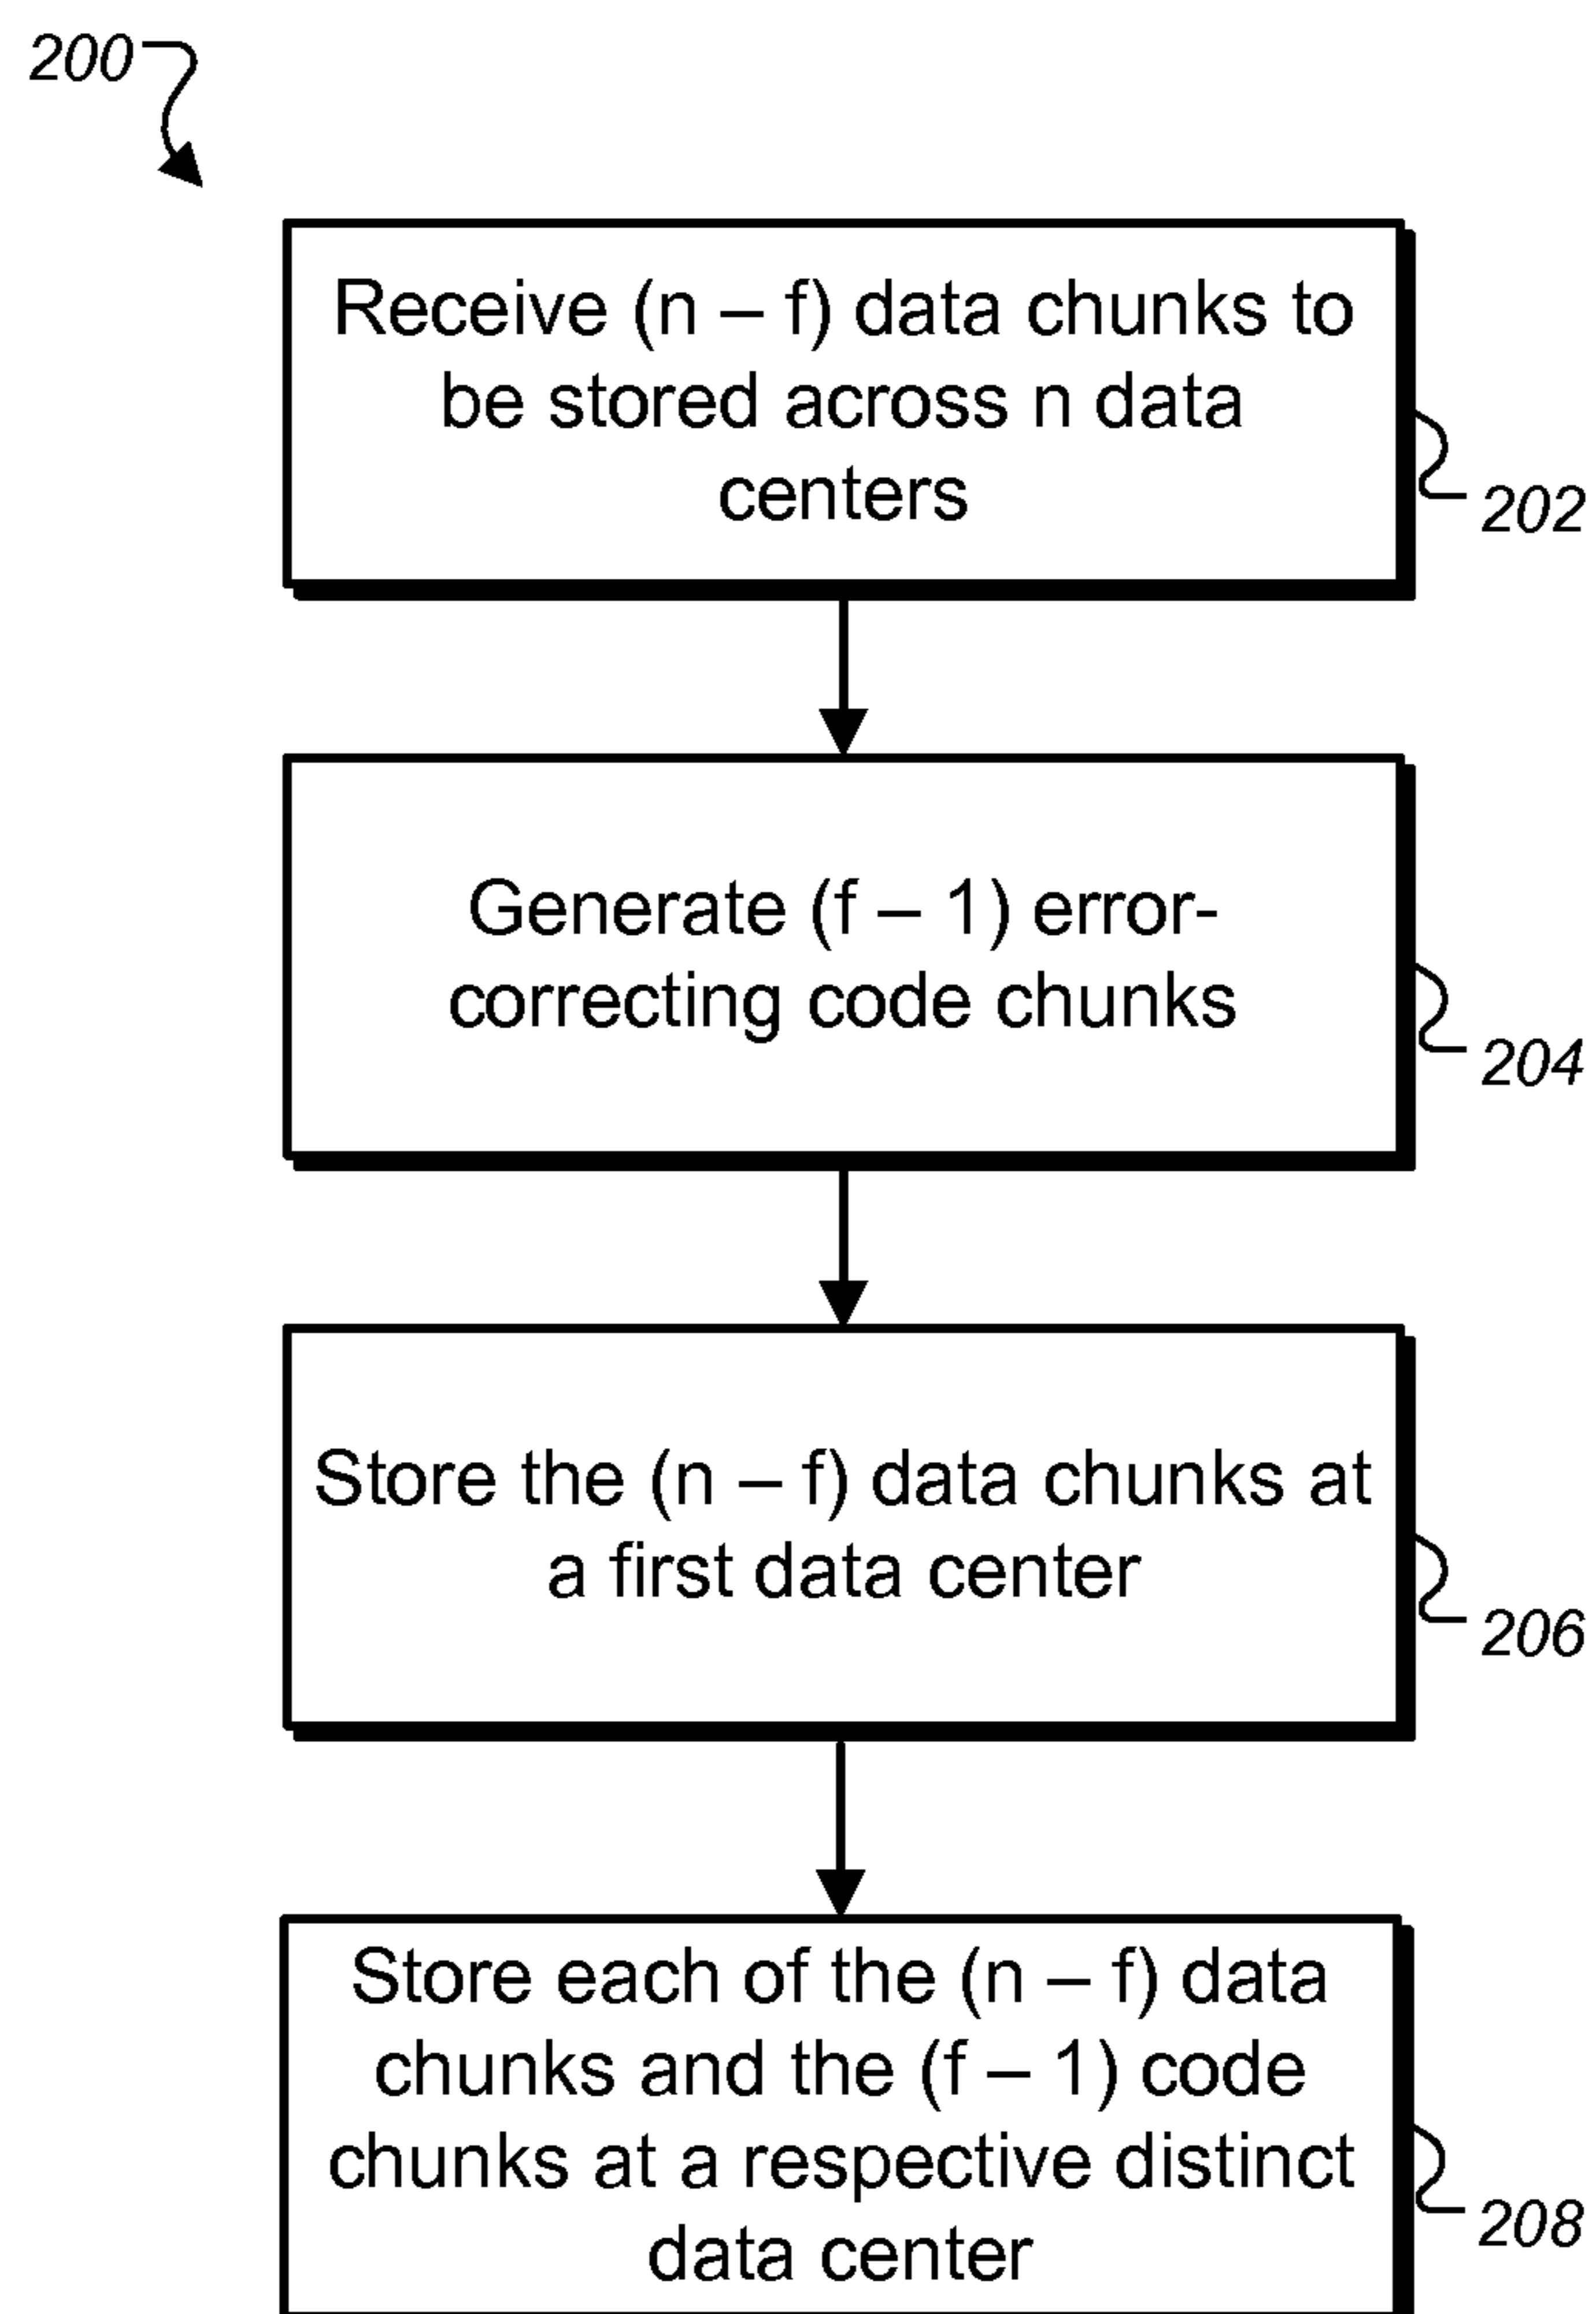 200
Receive (n – f) data chunks to
be stored across n data
centers
202
Generate (f – 1) error-
correcting code chunks
204
Store the (n – f) data chunks at
a first data center
206
Store each of the (n – f) data
chunks and the (f – 1) code
chunks at a respective distinct
data center
208